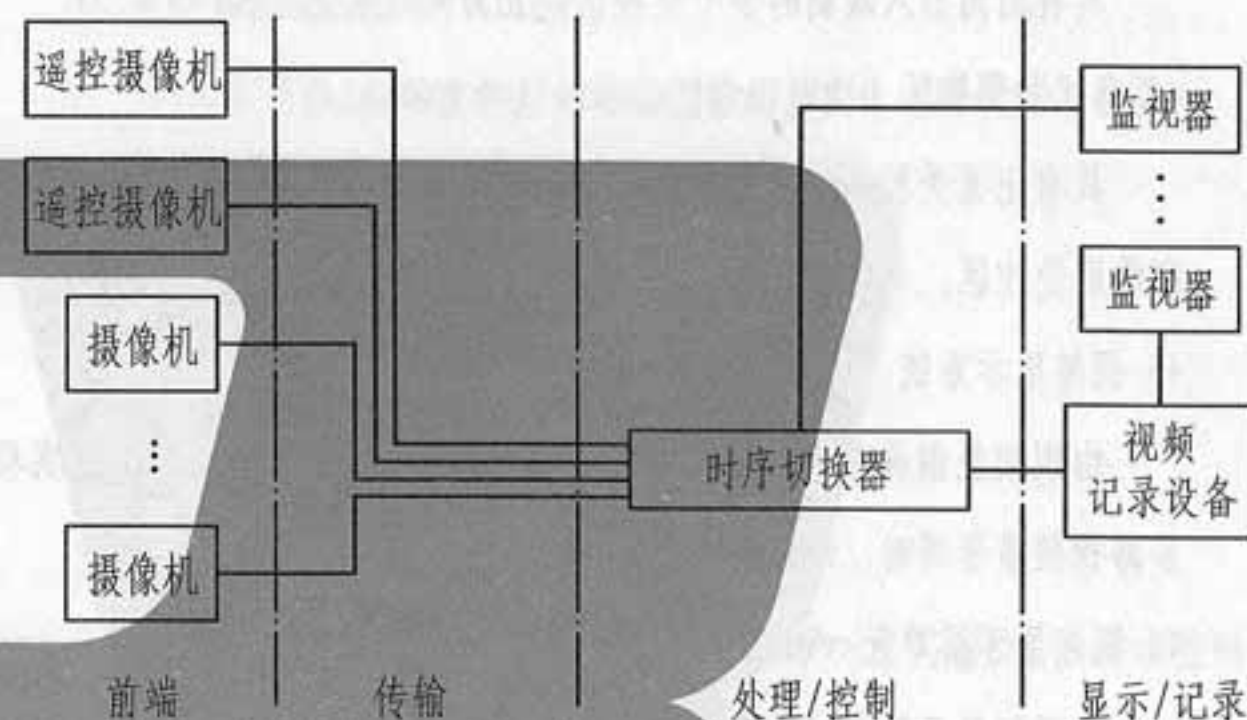 遥控摄像机
遥控摄像机
摄像机
⋮
摄像机
时序切换器
监视器
⋮
监视器
视频
记录设备
前端
传输
处理/控制
显示/记录